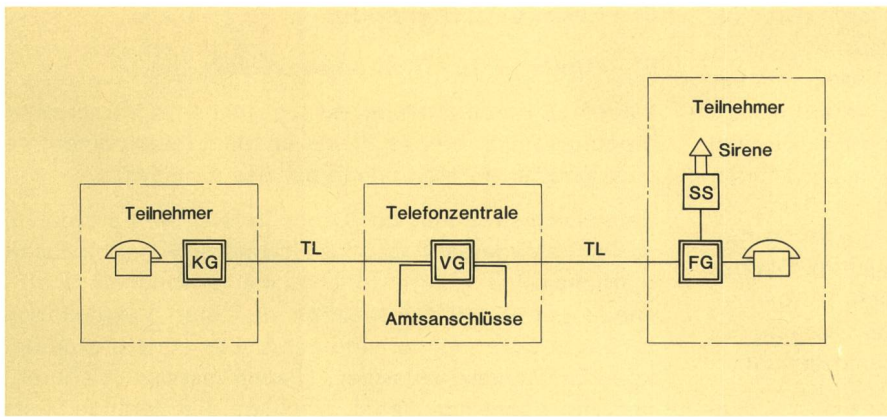 Teilnehmer
KG
TL
Telefonzentrale
VG
Amtsanschlüsse
TL
Teilnehmer
Sirene
SS
FG